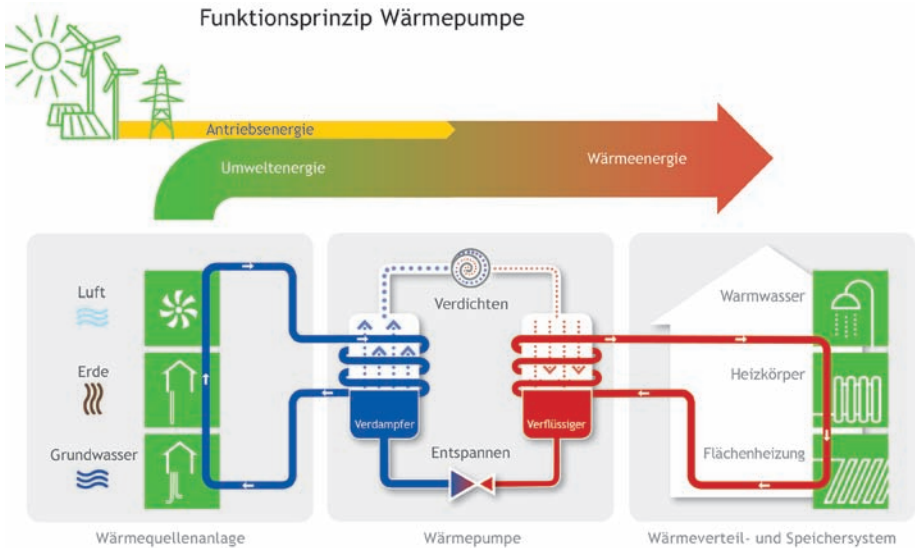 Funktionsprinzip Wärmepumpe
Antriebsenergie
Umweltenergie
Wärmeenergie
Luft
Erde
Grundwasser
Verdichten
Verdampfer
Verflüssiger
Entspannen
Warmwasser
Heizkörper
Flächenheizung
Wärmequellenanlage
Wärmepumpe
Wärmeverteil- und Speichersystem